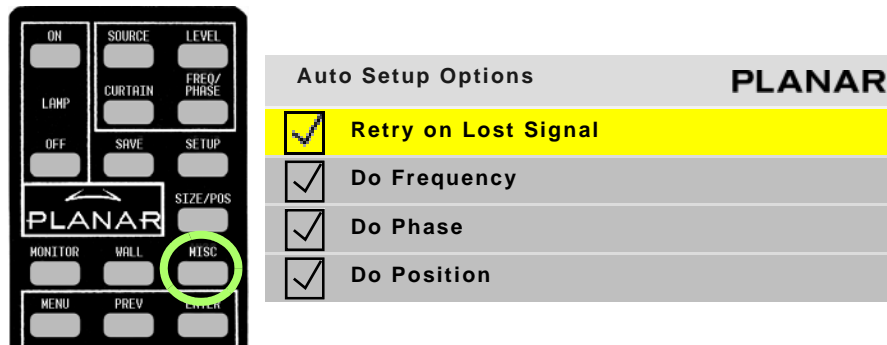 ON SOURCE LEVEL
LAMP CURTAIN FREQ/
PHASE
OFF SAVE SETUP
PLANAR SIZE/POS
MONITOR WALL MISC
MENU PREV ENTER
Auto Setup Options PLANAR
Retry on Lost Signal
Do Frequency
Do Phase
Do Position